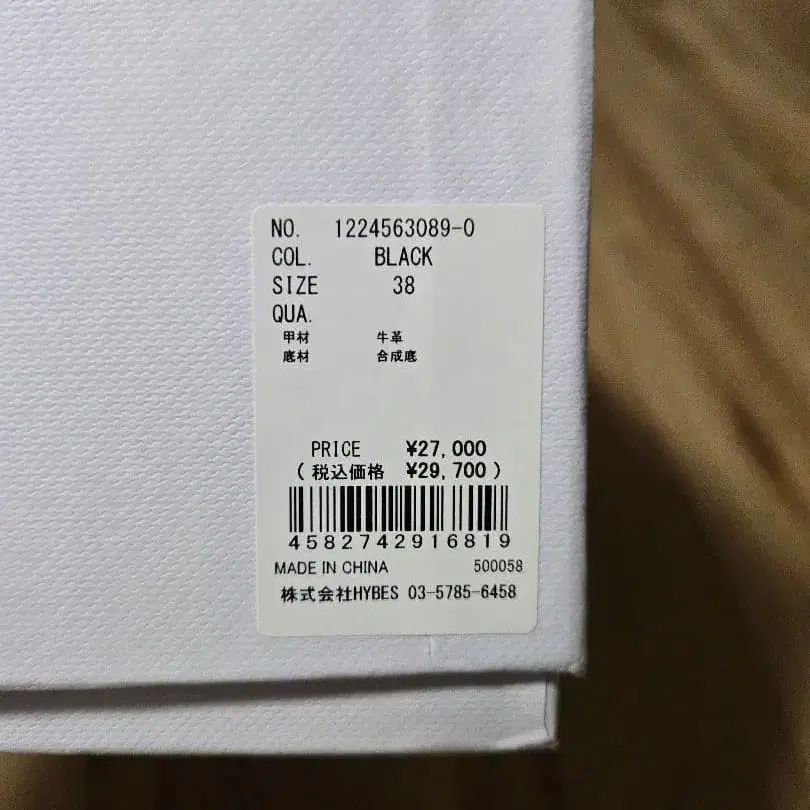 NO. 1224563089-0
COL. BLACK
SIZE 38
QUA.
甲材 牛革
底材 合成底
PRICE ¥27,000
(税込価格 ¥29,700)
4582742916819
MADE IN CHINA 500058
株式会社HYBES 03-5785-6458